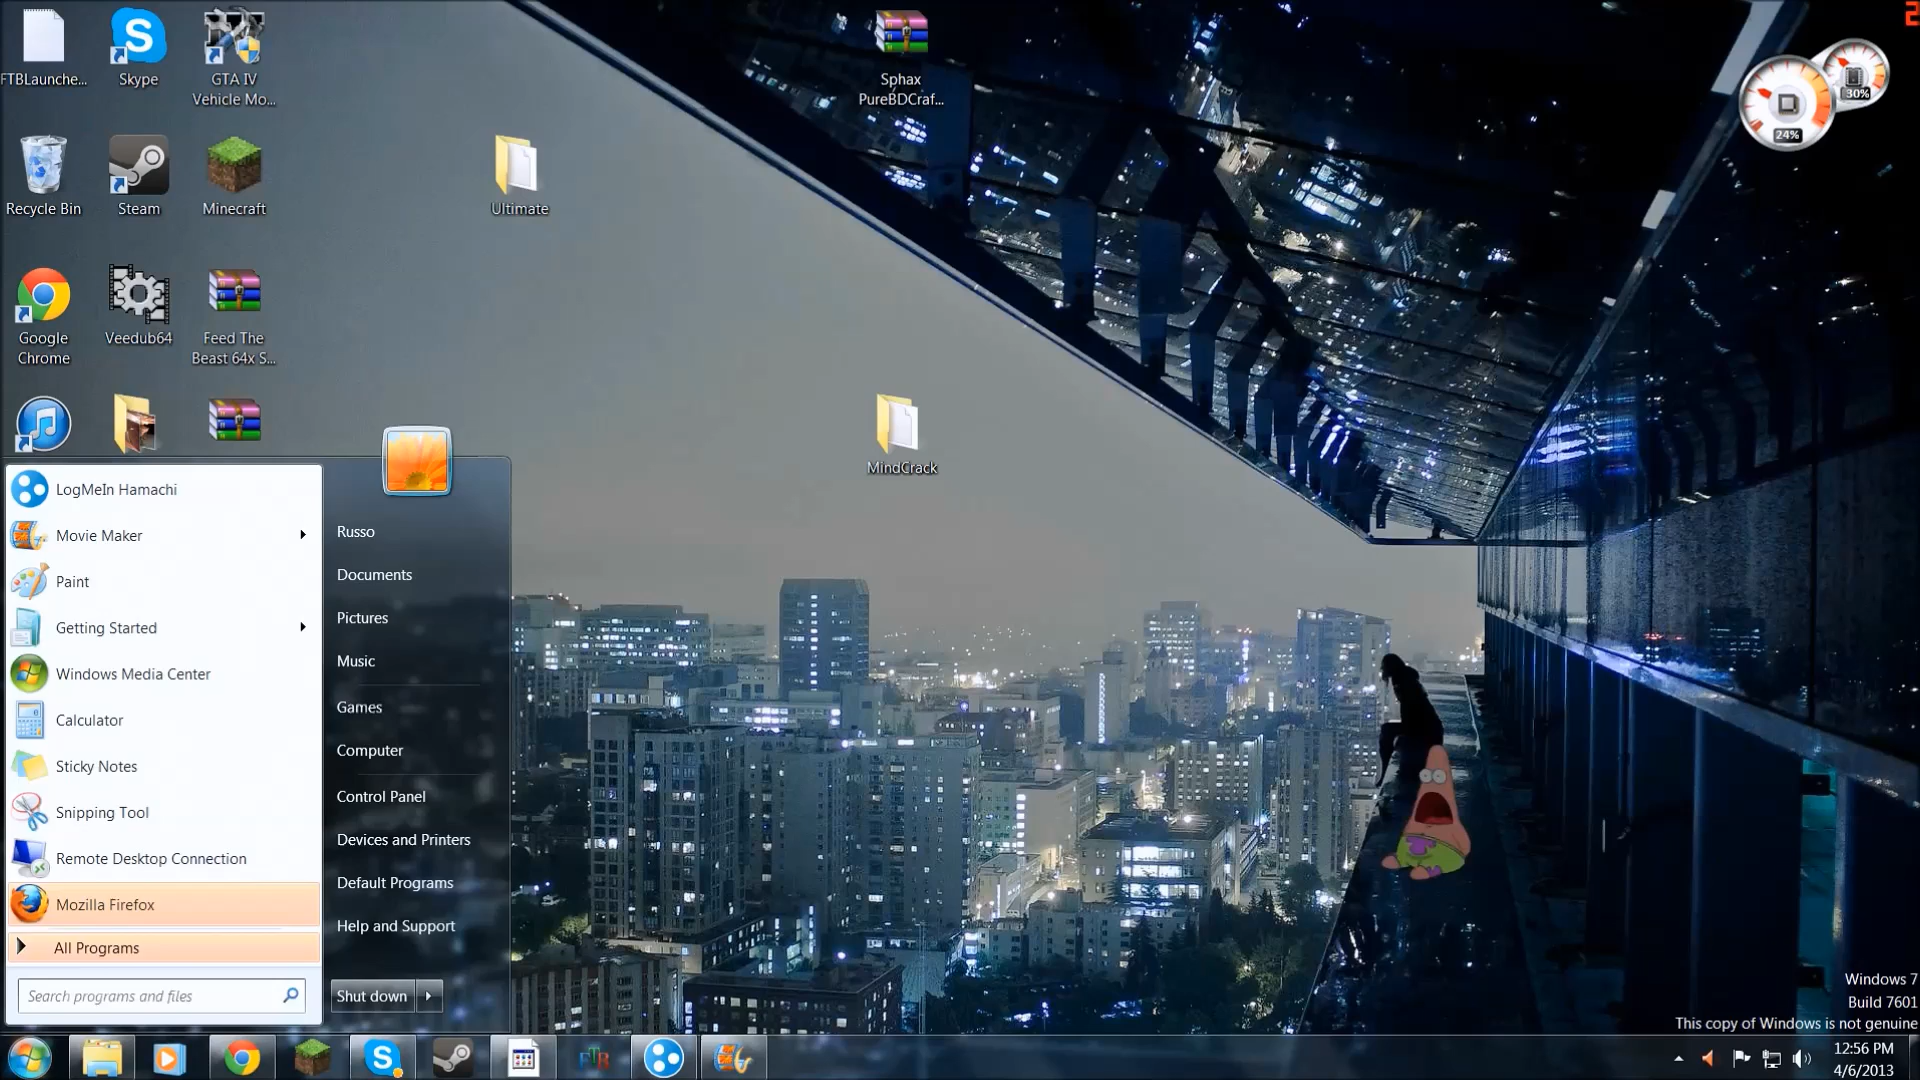 FTBLaunche...
Skype
GTA IV
Vehicle Mo...
Sphax
PureBDCraf...
2
30%
24%
Recycle Bin
Steam
Minecraft
Ultimate
Google
Chrome
Veedub64
Feed The
Beast 64x S...
MindCrack
LogMeIn Hamachi
Movie Maker
Paint
Getting Started
Windows Media Center
Calculator
Sticky Notes
Snipping Tool
Remote Desktop Connection
Mozilla Firefox
All Programs
Search programs and files
Russo
Documents
Pictures
Music
Games
Computer
Control Panel
Devices and Printers
Default Programs
Help and Support
Shut down
Windows 7
Build 7601
This copy of Windows is not genuine
FTR
12:56 PM
4/6/2013